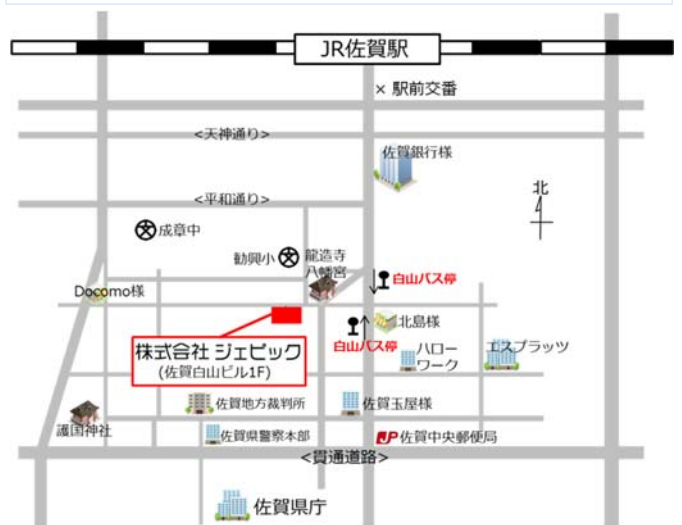 JR佐賀駅
× 駅前交番
<天神通り>
佐賀銀行様
<平和通り>
北
成章中
勧興小
龍造寺
八幡宮
白山バス停
Docomo様
北島様
白山バス停
ハロー
ワーク
エスプラッツ
株式会社 ジェピック
(佐賀白山ビル1F)
佐賀地方裁判所
佐賀玉屋様
護国神社
佐賀県警察本部
JP 佐賀中央郵便局
<貫通道路>
佐賀県庁